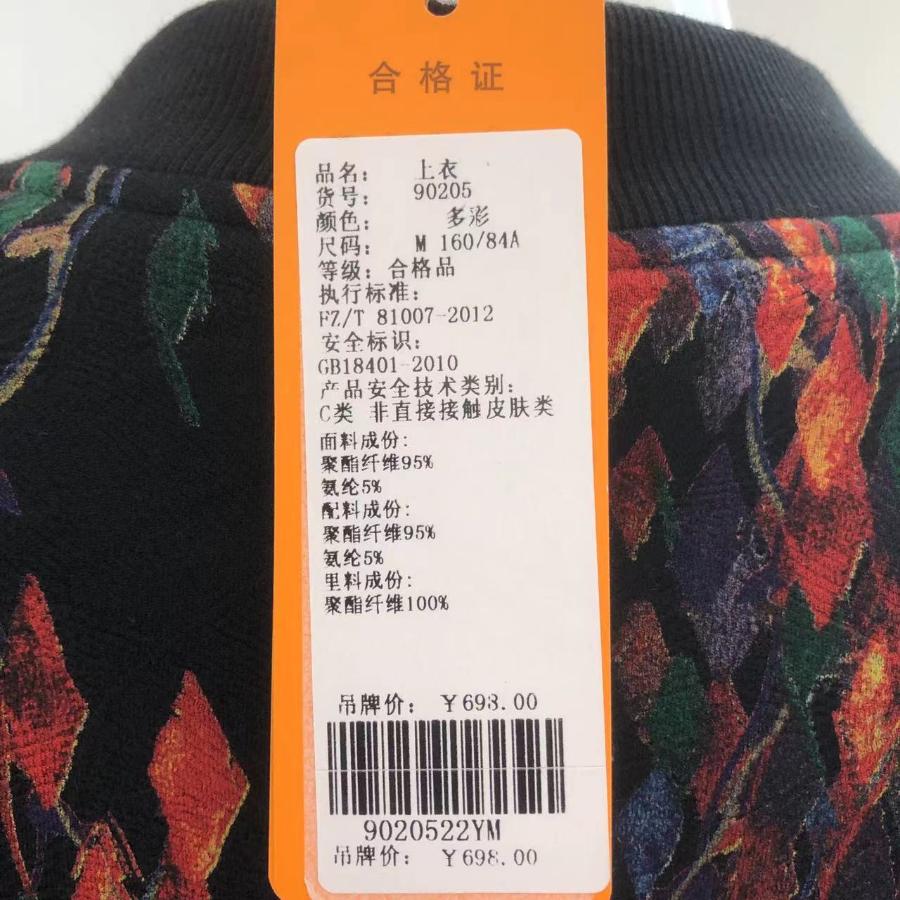 合格证
品名: 上衣
货号: 90205
颜色: 多彩
尺码: M 160/84A
等级: 合格品
执行标准:
FZ/T 81007-2012
安全标识:
GB18401-2010
产品安全技术类别:
C类 非直接接触皮肤类
面料成份:
聚酯纤维95%
氨纶5%
配料成份:
聚酯纤维95%
氨纶5%
里料成份:
聚酯纤维100%
吊牌价: ￥698.00
9020522YM
吊牌价: ￥698.00